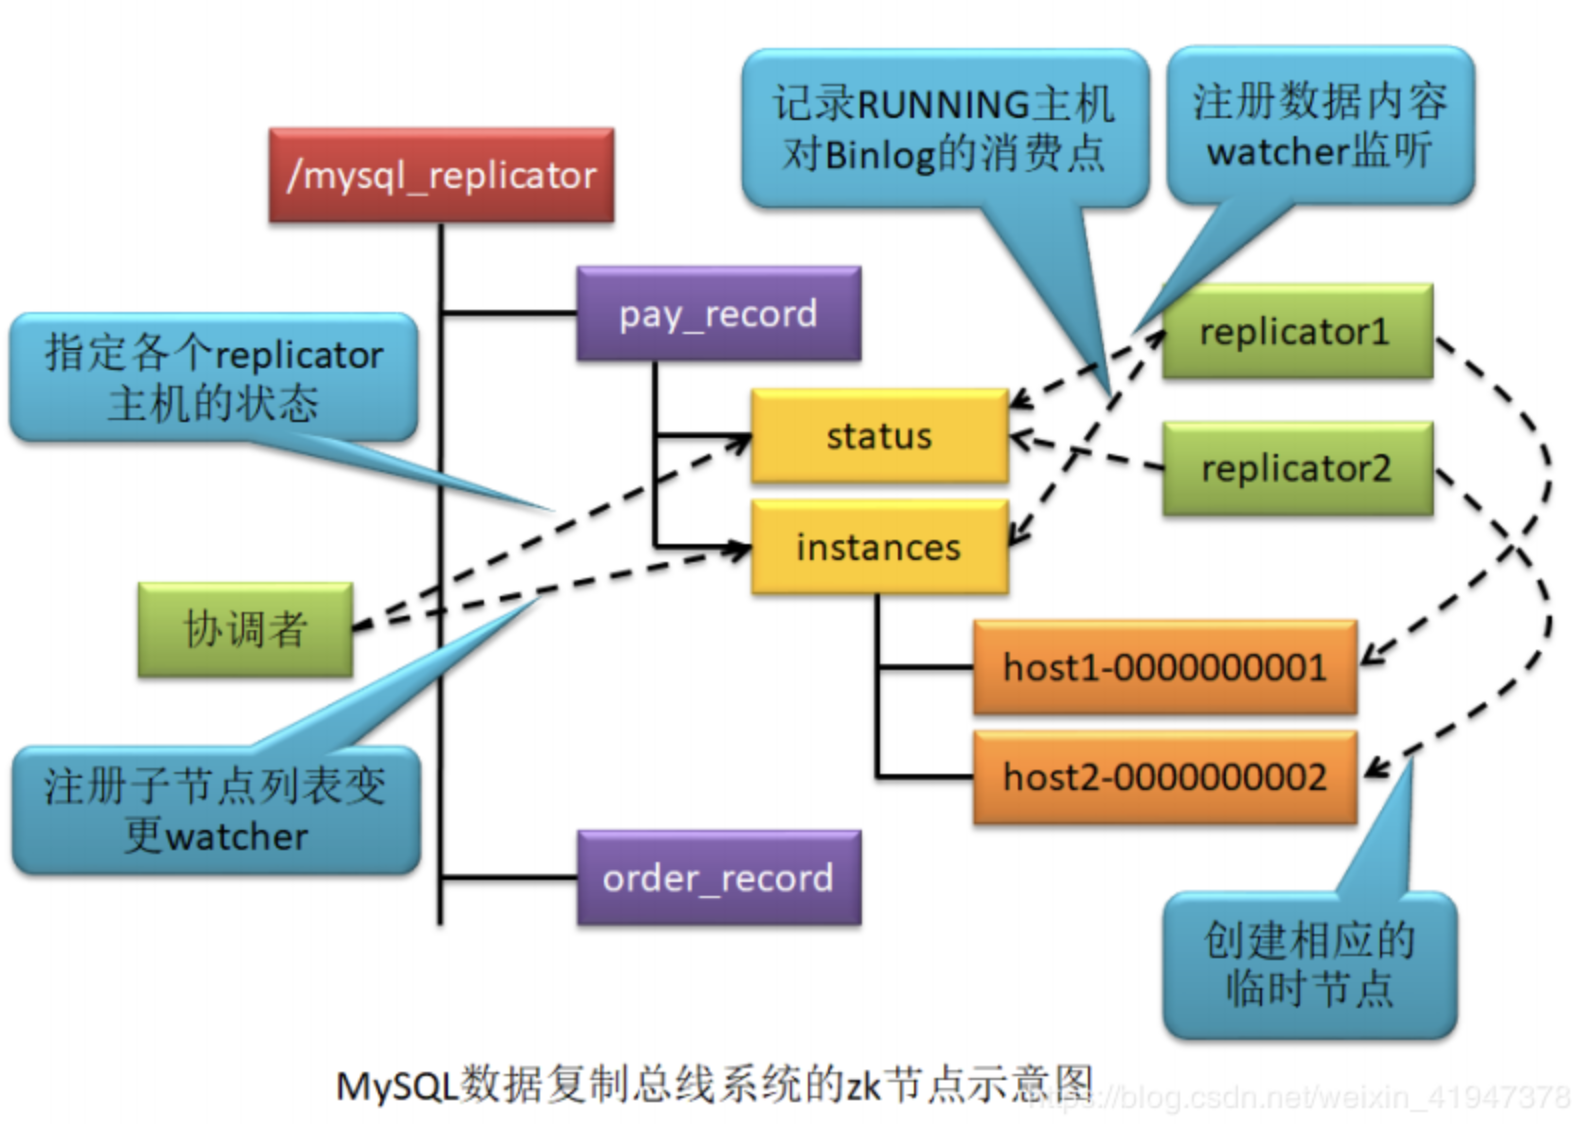 记录RUNNING主机
对Binlog的消费点
注册数据内容
watcher监听
/mysql_replicator
pay_record
replicator1
指定各个replicator
主机的状态
status
replicator2
instances
协调者
host1-0000000001
host2-0000000002
注册子节点列表变
更watcher
order_record
创建相应的
临时节点
MySQL数据复制总线系统的zk节点示意图
https://blog.csdn.net/weixin_41947378